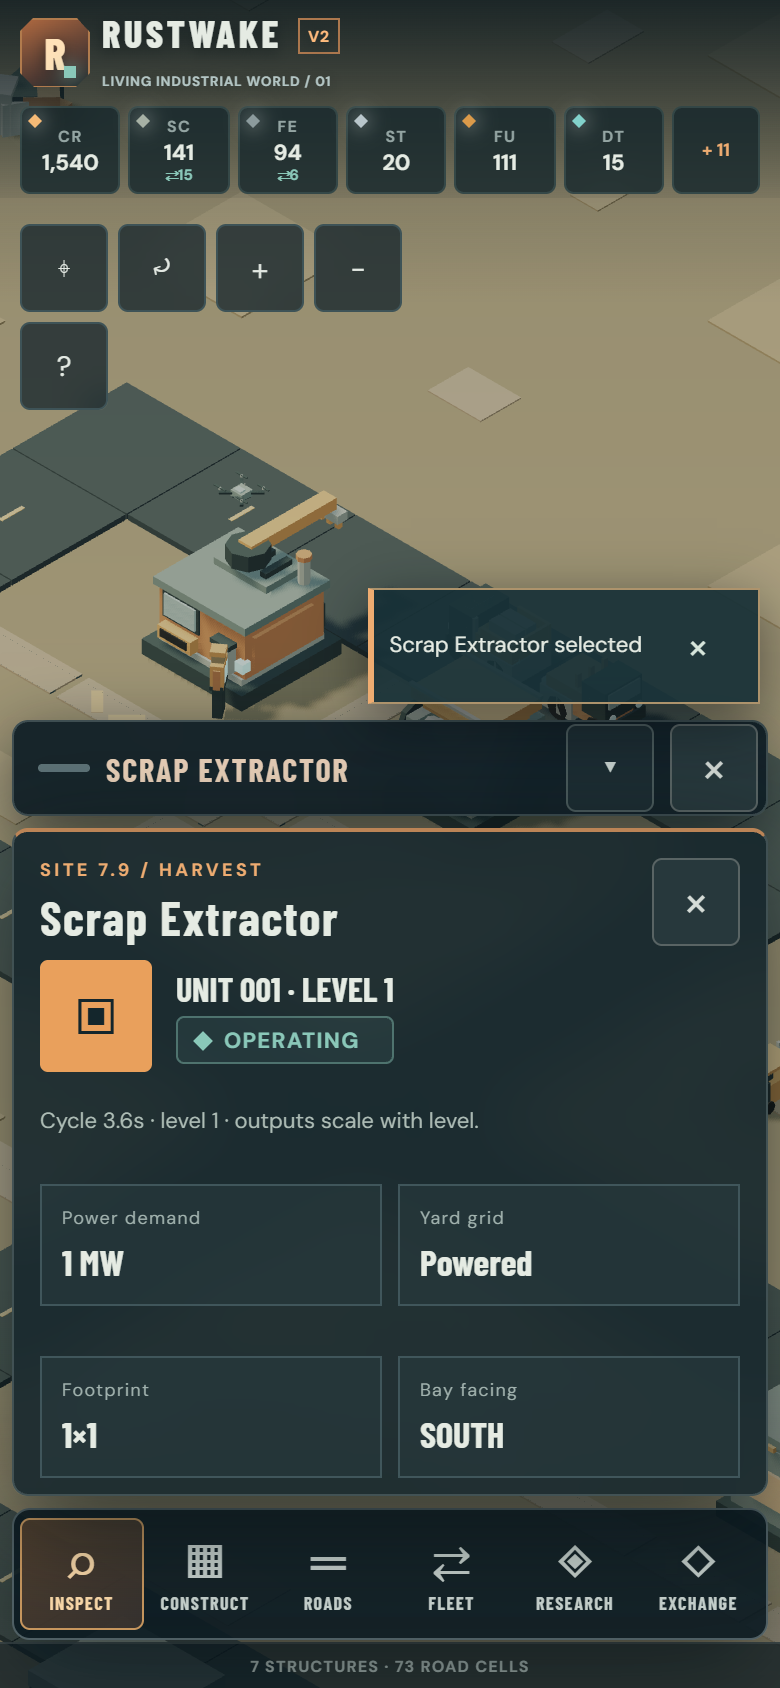 R
RUSTWAKE
V2
LIVING INDUSTRIAL WORLD / 01
CR
1,540
SC
141
⇄15
FE
94
⇄6
ST
20
FU
111
DT
15
+ 11
+
-
?
Scrap Extractor selected
×
SCRAP EXTRACTOR
▼
×
SITE 7.9 / HARVEST
×
Scrap Extractor
UNIT 001 · LEVEL 1
◆ OPERATING
Cycle 3.6s · level 1 · outputs scale with level.
Power demand
1 MW
Yard grid
Powered
Footprint
1×1
Bay facing
SOUTH
INSPECT
CONSTRUCT
ROADS
FLEET
RESEARCH
EXCHANGE
7 STRUCTURES · 73 ROAD CELLS